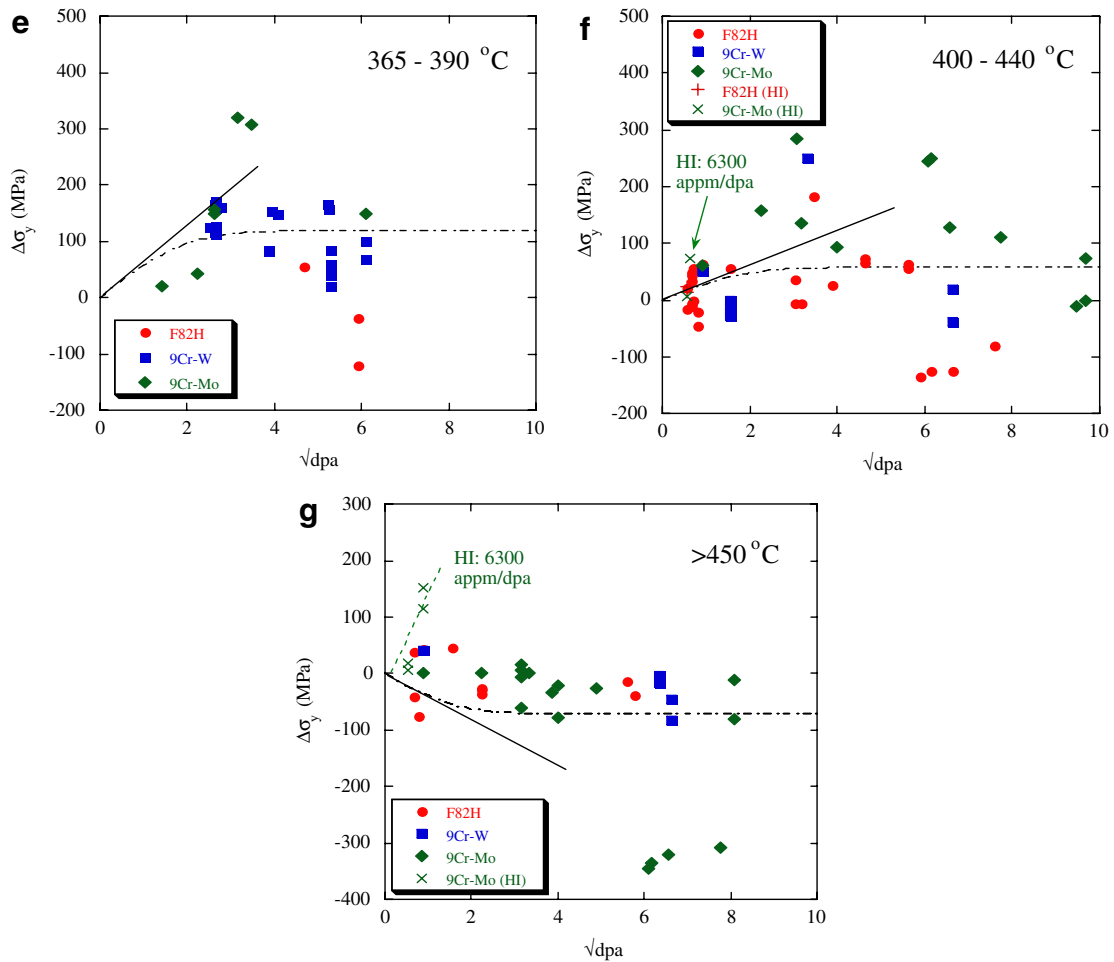 e
365 - 390 °C
500
400
300
200
100
0
-100
-200
Δσy (MPa)
F82H
9Cr-W
9Cr-Mo
0 2 4 6 8 10
√dpa
f
400 - 440 °C
500
400
300
200
100
0
-100
-200
Δσy (MPa)
F82H
9Cr-W
9Cr-Mo
F82H (HI)
9Cr-Mo (HI)
HI: 6300
appm/dpa
0 2 4 6 8 10
√dpa
g
>450 °C
300
200
100
0
-100
-200
-300
-400
Δσy (MPa)
HI: 6300
appm/dpa
F82H
9Cr-W
9Cr-Mo
9Cr-Mo (HI)
0 2 4 6 8 10
√dpa